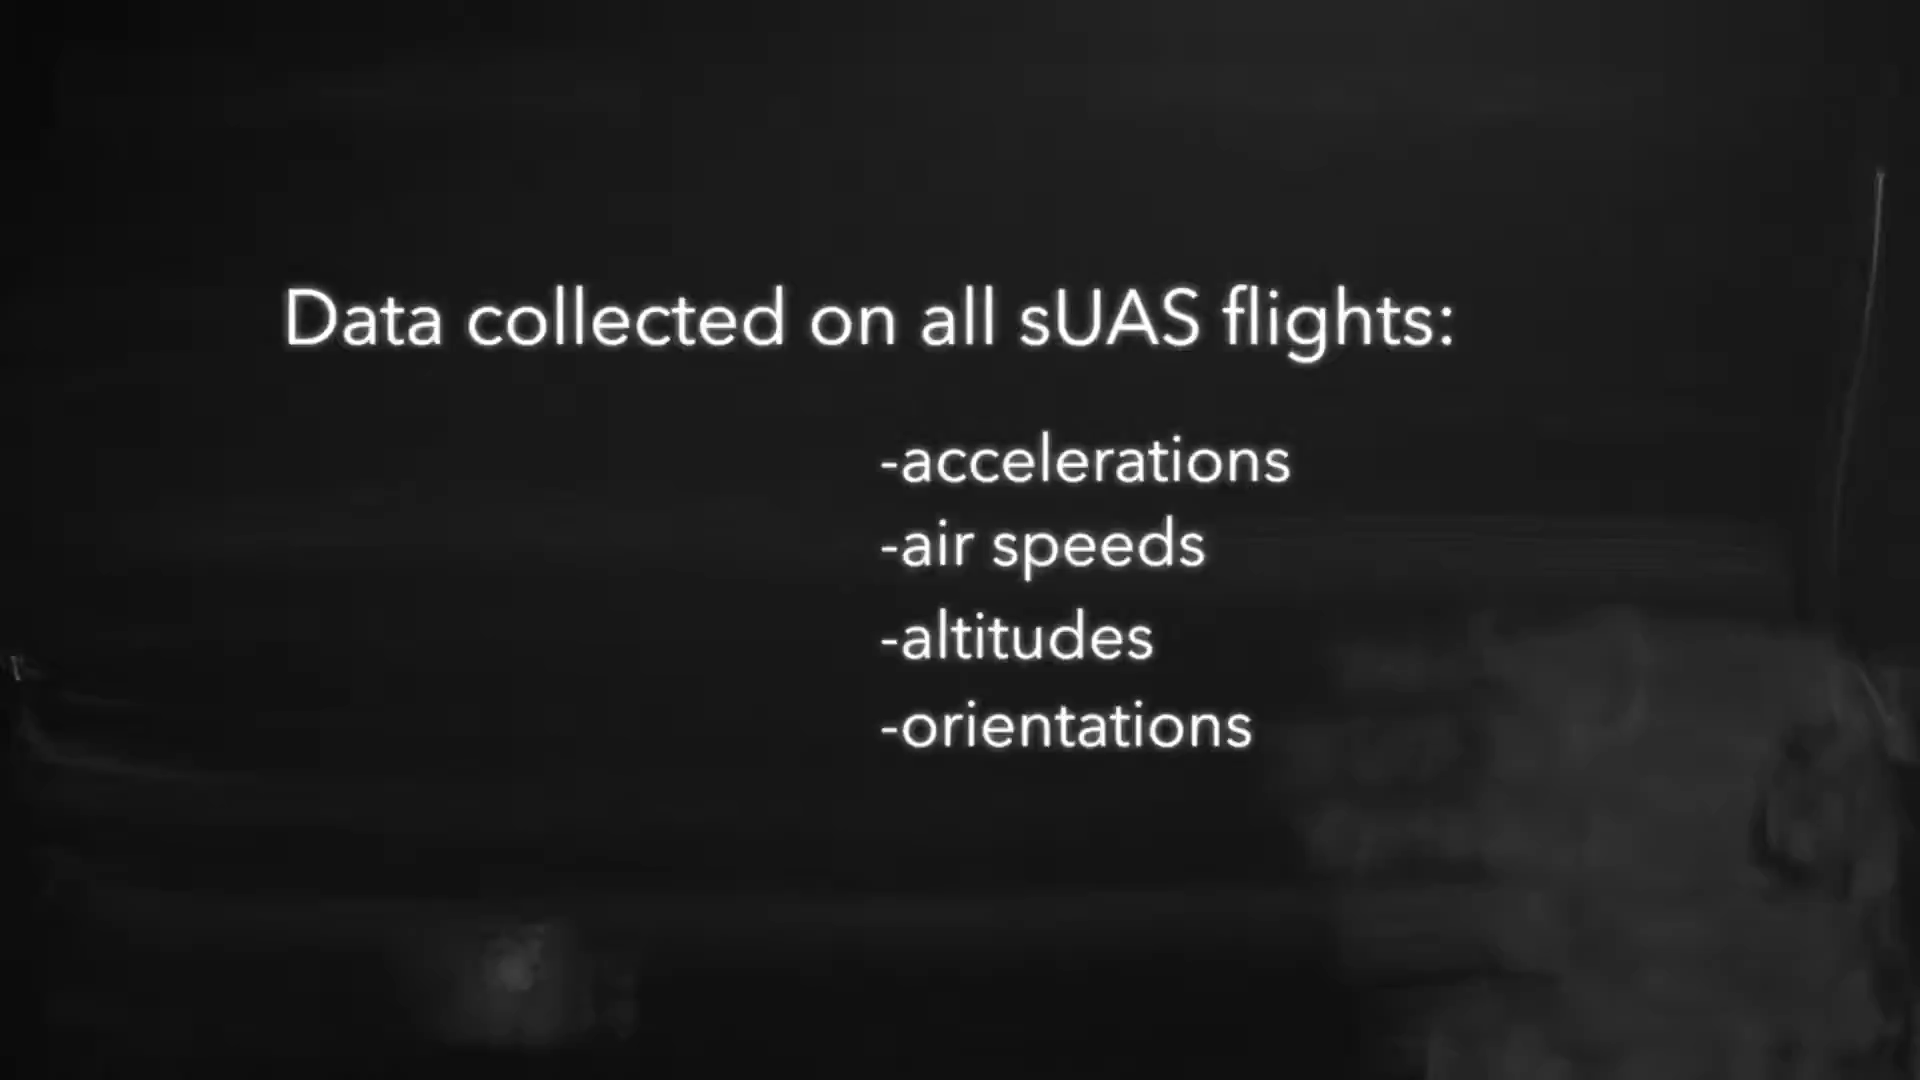 Data collected on all sUAS flights:
-accelerations
-air speeds
-altitudes
-orientations